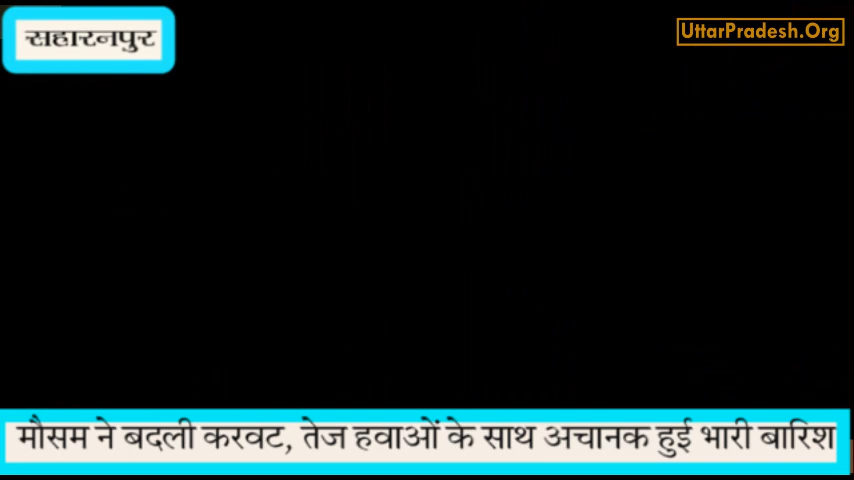 सहारनपुर
UttarPradesh.Org
मौसम ने बदली करवट, तेज हवाओं के साथ अचानक हुई भारी बारिश